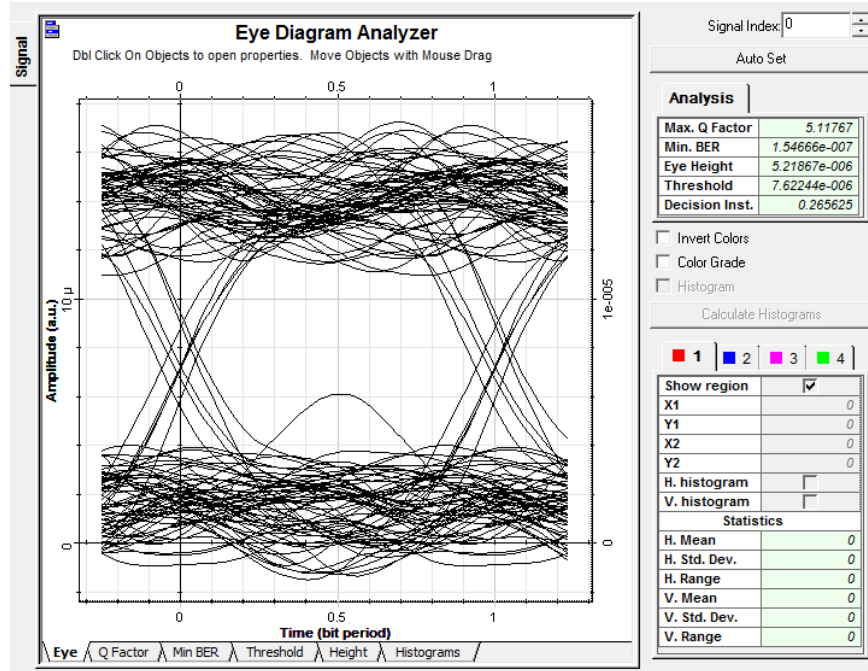 Signal
Eye Diagram Analyzer
Dbl Click On Objects to open properties. Move Objects with Mouse Drag
0 0.5 1
Amplitude (a.u.)
10 µ
0
1e-005
0
0 0.5 1
Time (bit period)
Eye Q Factor Min BER Threshold Height Histograms
Signal Index: 0
Auto Set
Analysis
Max. Q Factor 5.11767
Min. BER 1.54666e-007
Eye Height 5.21867e-006
Threshold 7.62244e-006
Decision Inst. 0.265625
Invert Colors
Color Grade
Histogram
Calculate Histograms
1 2 3 4
Show region
X1 0
Y1 0
X2 0
Y2 0
H. histogram
V. histogram
Statistics
H. Mean 0
H. Std. Dev. 0
H. Range 0
V. Mean 0
V. Std. Dev. 0
V. Range 0